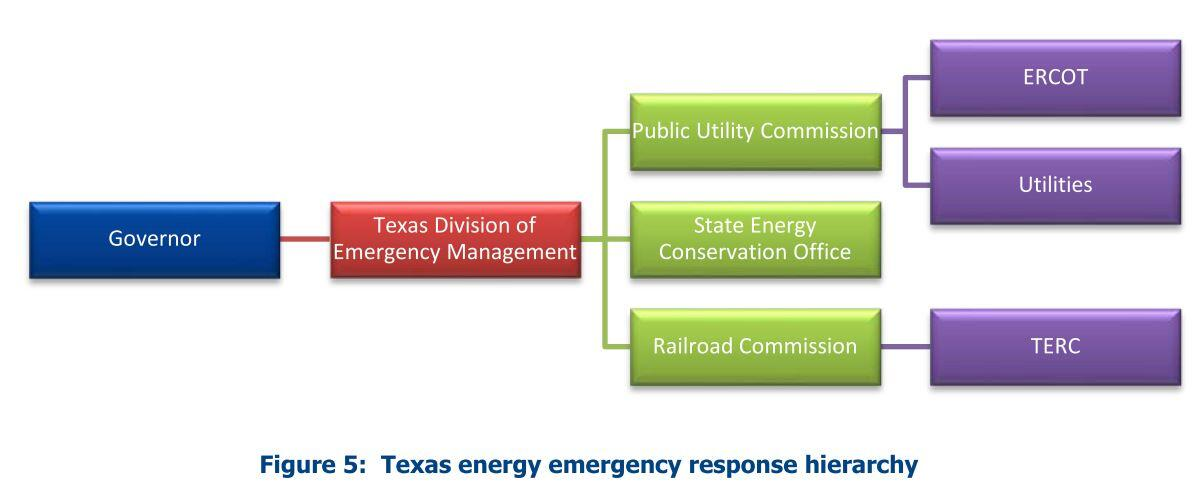 Governor
Texas Division of
Emergency Management
Public Utility Commission
State Energy
Conservation Office
Railroad Commission
ERCOT
Utilities
TERC
Figure 5:  Texas energy emergency response hierarchy